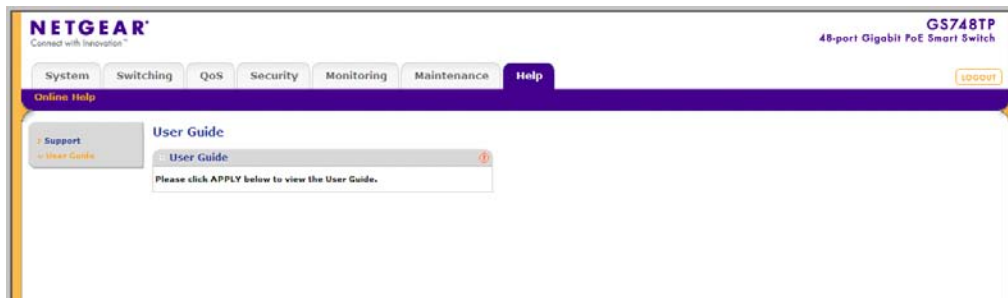 NETGEAR®
Connect with Innovation™
GS748TP
48-port Gigabit PoE Smart Switch
System Switching QoS Security Monitoring Maintenance Help LOGOUT
Online Help
Support
User Guide
User Guide
User Guide
Please click APPLY below to view the User Guide.